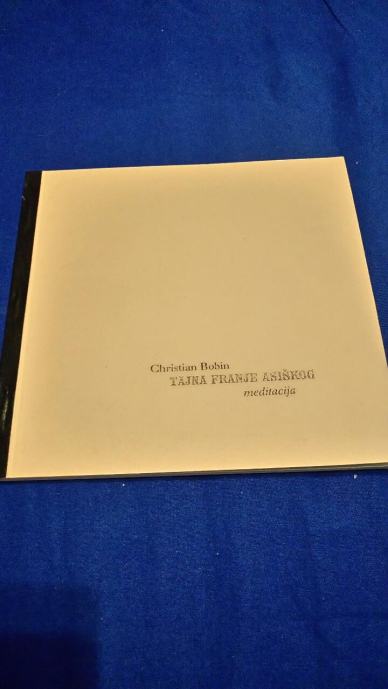 Christian Bobin
TAJNA FRANJE ASIŠKOG
meditacija